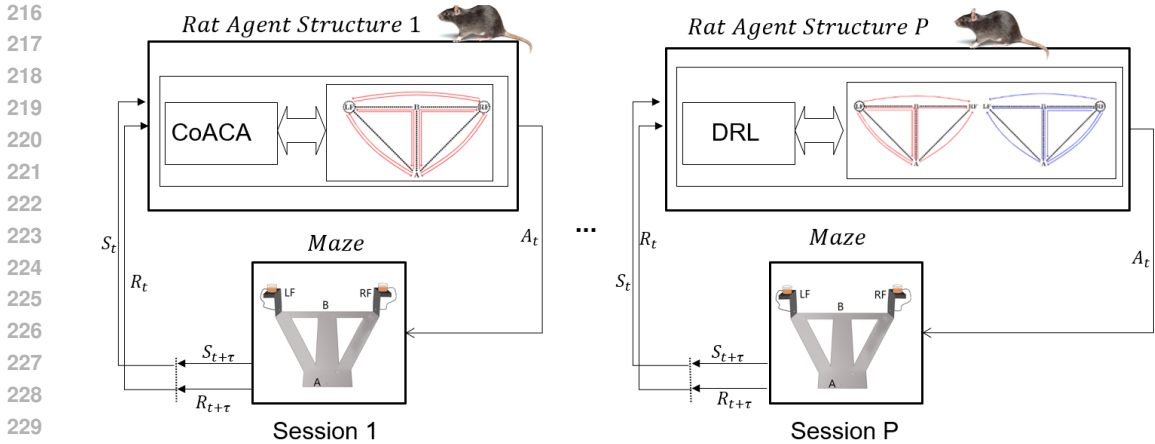 216
217
218
219
220
221
222
223
224
225
226
227
228
229
Rat Agent Structure 1
CoACA
LF B RF
A
S_t
R_t
A_t
Maze
LF
RF
B
A
S_{t+τ}
R_{t+τ}
Session 1
...
Rat Agent Structure P
DRL
LF B RF LF B RF
A A
R_t
S_t
A_t
Maze
LF
RF
B
A
S_{t+τ}
R_{t+τ}
Session P